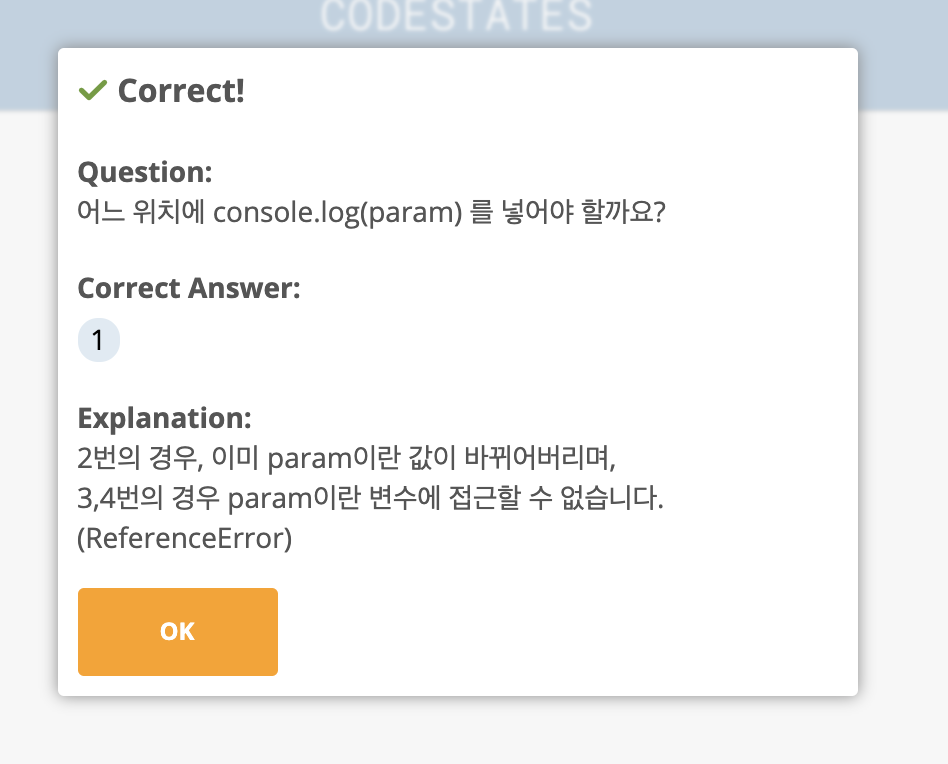 CODESTATES
Correct!
Question:
어느 위치에 console.log(param) 를 넣어야 할까요?
Correct Answer:
1
Explanation:
2번의 경우, 이미 param이란 값이 바뀌어버리며,
3,4번의 경우 param이란 변수에 접근할 수 없습니다.
(ReferenceError)
OK